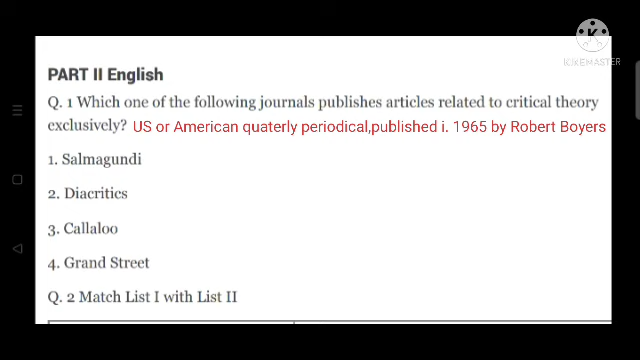 KINEMASTER
PART II English
Q. 1 Which one of the following journals publishes articles related to critical theory
exclusively? US or American quaterly periodical,published i. 1965 by Robert Boyers
1. Salmagundi
2. Diacritics
3. Callaloo
4. Grand Street
Q. 2 Match List I with List II